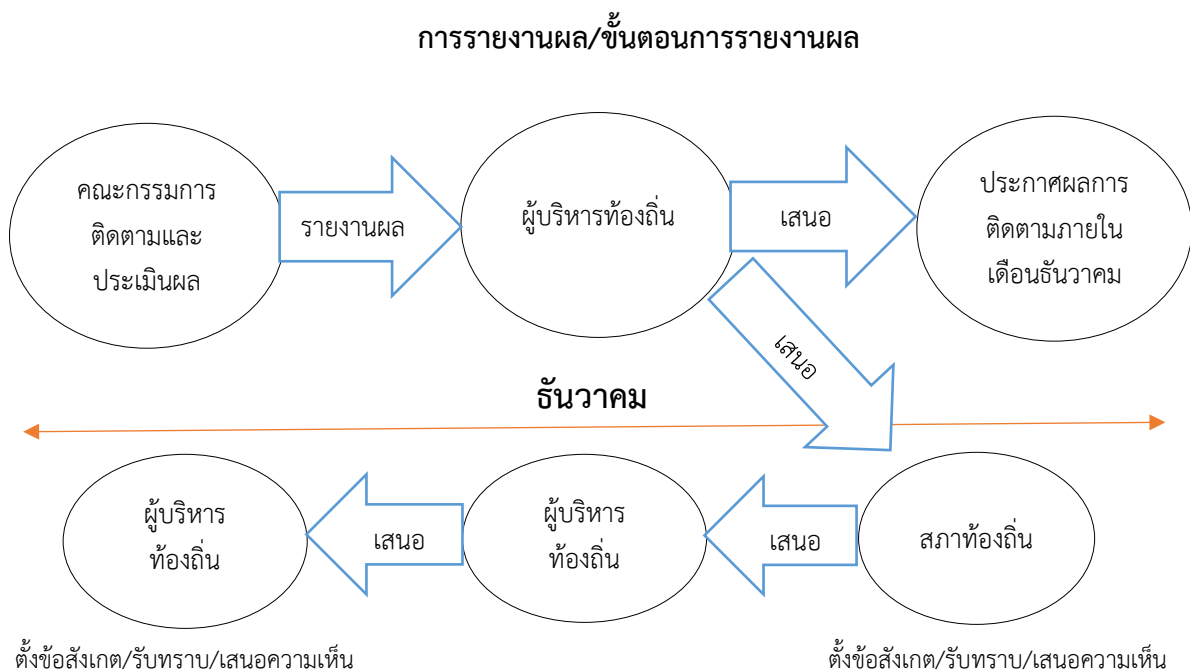 การรายงานผล/ขั้นตอนการรายงานผล
คณะกรรมการ
ติดตามและ
ประเมินผล
รายงานผล
ผู้บริหารท้องถิ่น
เสนอ
ประกาศผลการ
ติดตามภายใน
เดือนธันวาคม
เสนอ
ธันวาคม
ผู้บริหาร
ท้องถิ่น
เสนอ
ผู้บริหาร
ท้องถิ่น
เสนอ
สภาท้องถิ่น
ตั้งข้อสังเกต/รับทราบ/เสนอความเห็น
ตั้งข้อสังเกต/รับทราบ/เสนอความเห็น